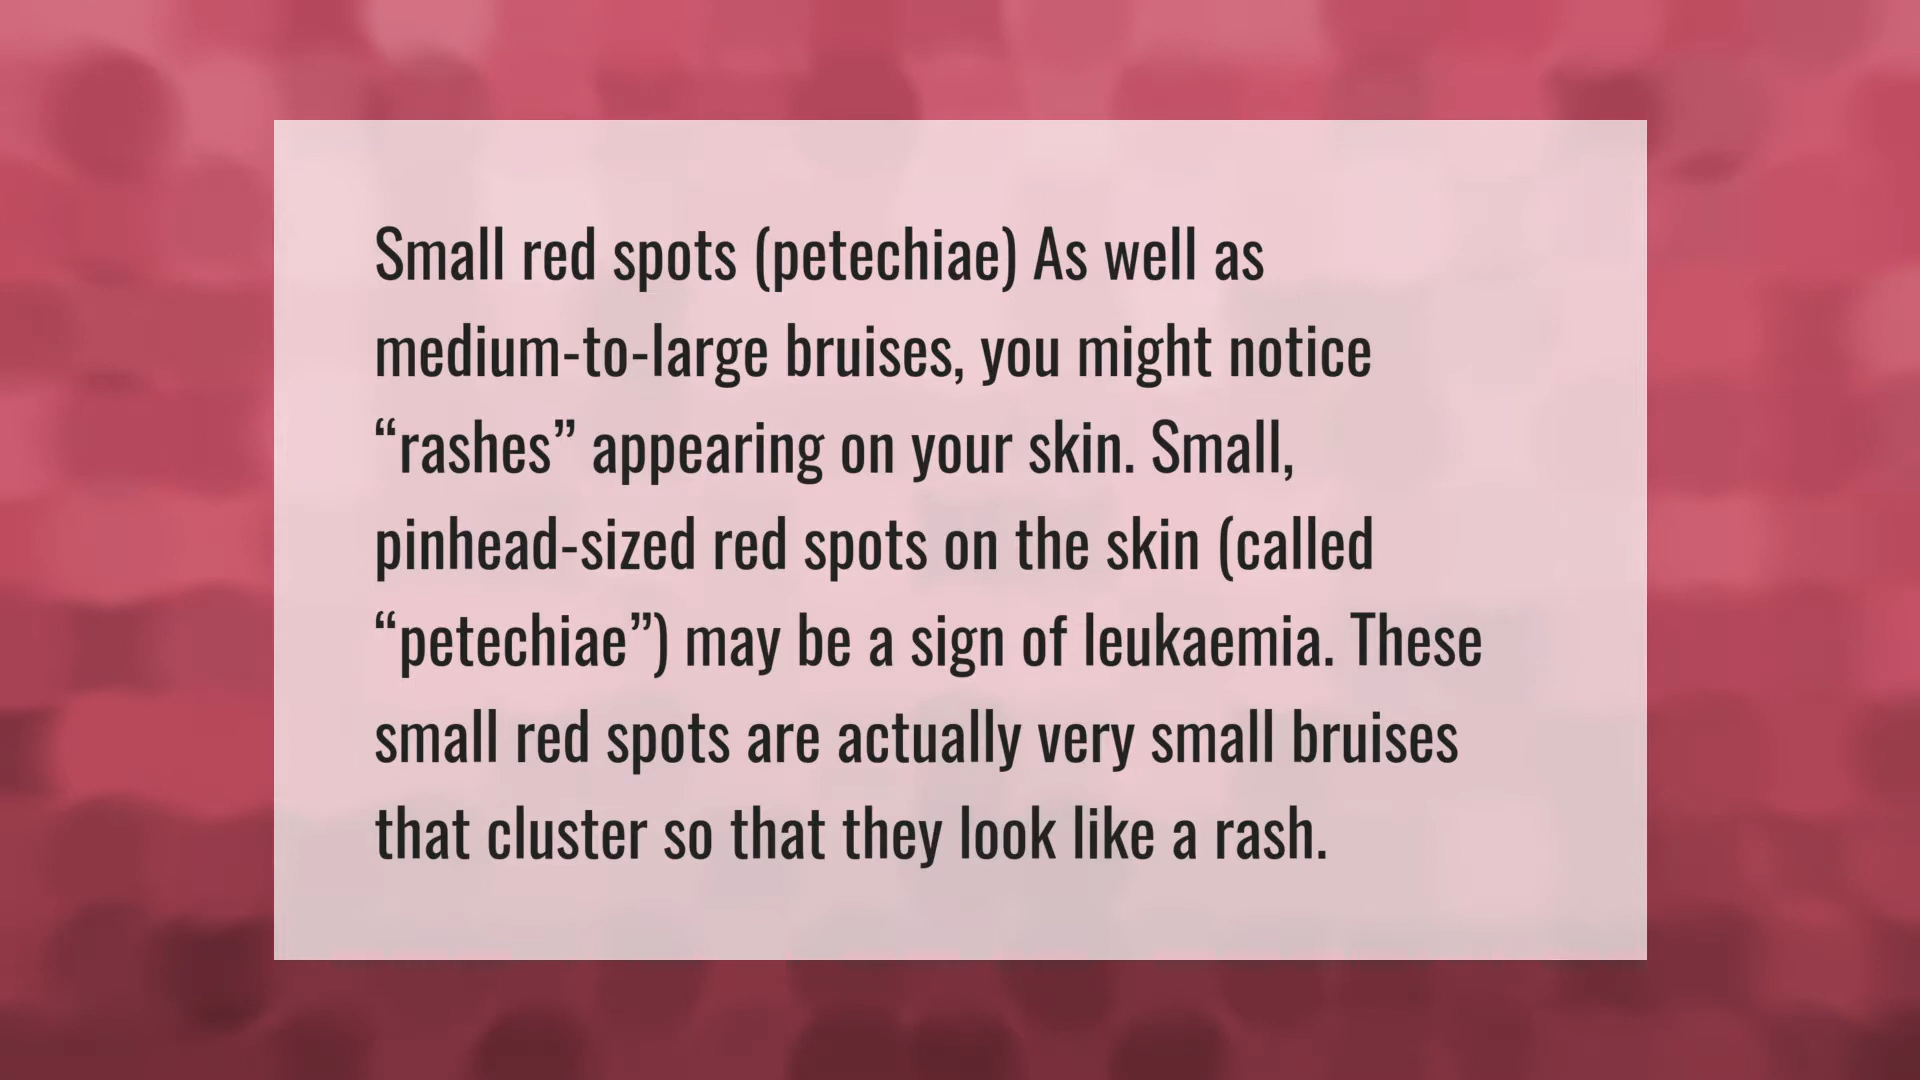 Small red spots (petechiae) As well as
medium-to-large bruises, you might notice
“rashes” appearing on your skin. Small,
pinhead-sized red spots on the skin (called
“petechiae”) may be a sign of leukaemia. These
small red spots are actually very small bruises
that cluster so that they look like a rash.